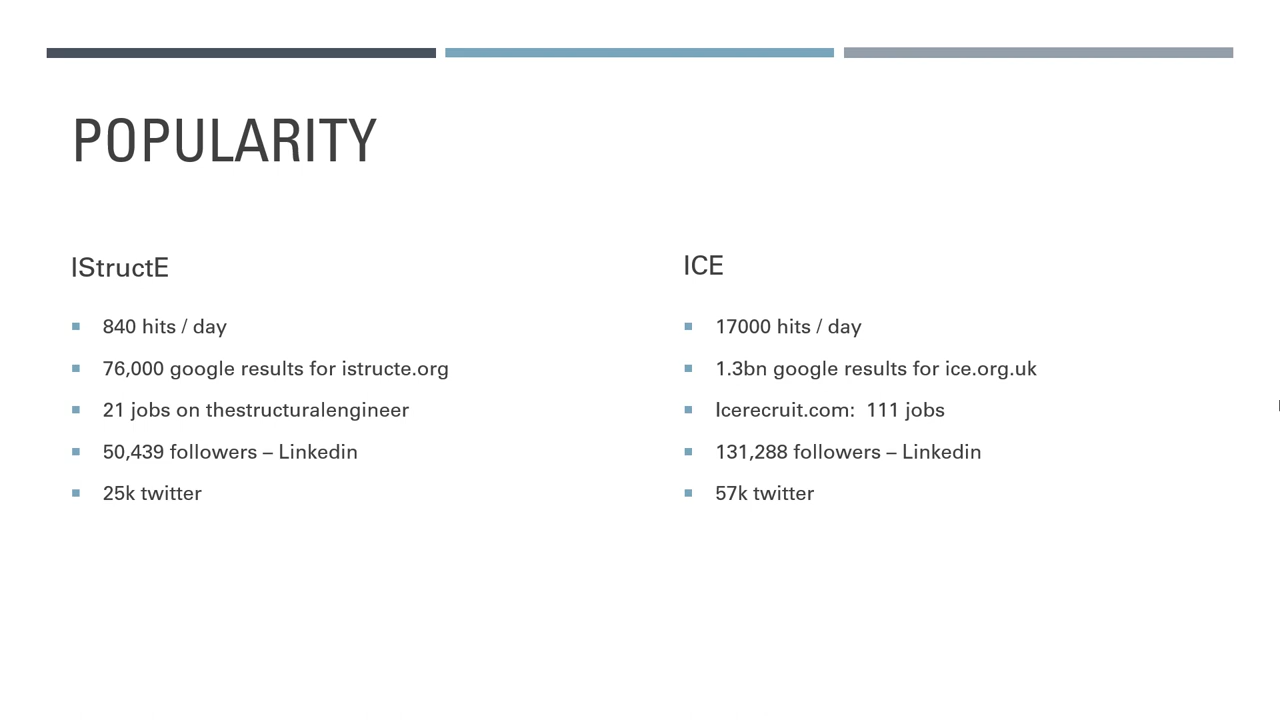 POPULARITY
IStructE
840 hits / day
76,000 google results for istructe.org
21 jobs on thestructuralengineer
50,439 followers – Linkedin
25k twitter
ICE
17000 hits / day
1.3bn google results for ice.org.uk
Icerecruit.com:  111 jobs
131,288 followers – Linkedin
57k twitter